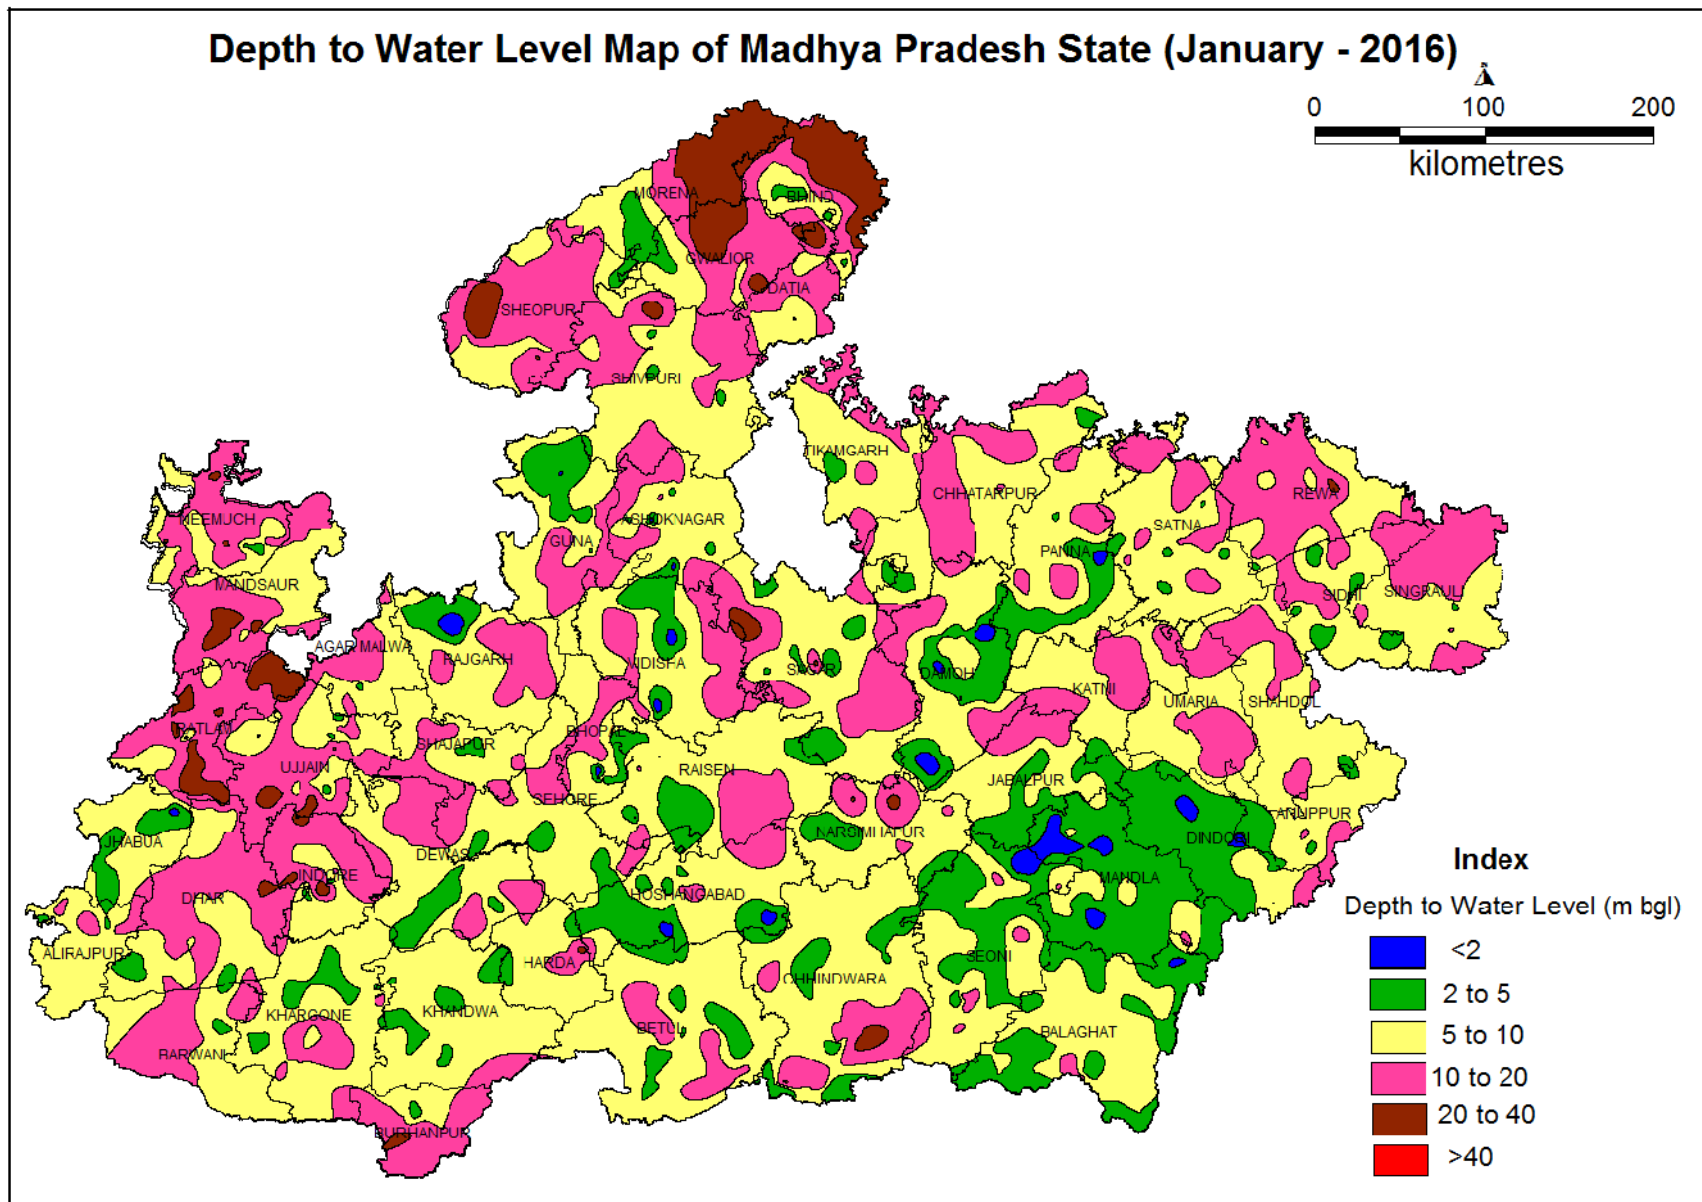 Depth to Water Level Map of Madhya Pradesh State (January - 2016)
N
0 100 200
kilometres
MORENA
BHIND
GWALIOR
DATIA
SHEOPUR
SHIVPURI
TIKAMGARH
CHHATARPUR
REWA
NEEMUCH
ASHOKNAGAR
SATNA
GUNA
PANNA
MANDSAUR
SIDHI
SINGRAULI
AGAR MALWA
RAJGARH
VIDISHA
SAGAR
DAMOH
KATNI
UMARIA
SHAHDOL
RATLAM
SHAJAPUR
BHOPAL
UJJAIN
RAISEN
JABALPUR
SEHORE
ANUPPUR
JHABUA
NARSIMHAPUR
DINDORI
DEWAS
INDORE
MANDLA
DHAR
HOSHANGABAD
ALIRAJPUR
HARDA
SEONI
CHHINDWARA
KHARGONE
KHANDWA
BETUL
BALAGHAT
BARWANI
BURHANPUR
Index
Depth to Water Level (m bgl)
<2
2 to 5
5 to 10
10 to 20
20 to 40
>40